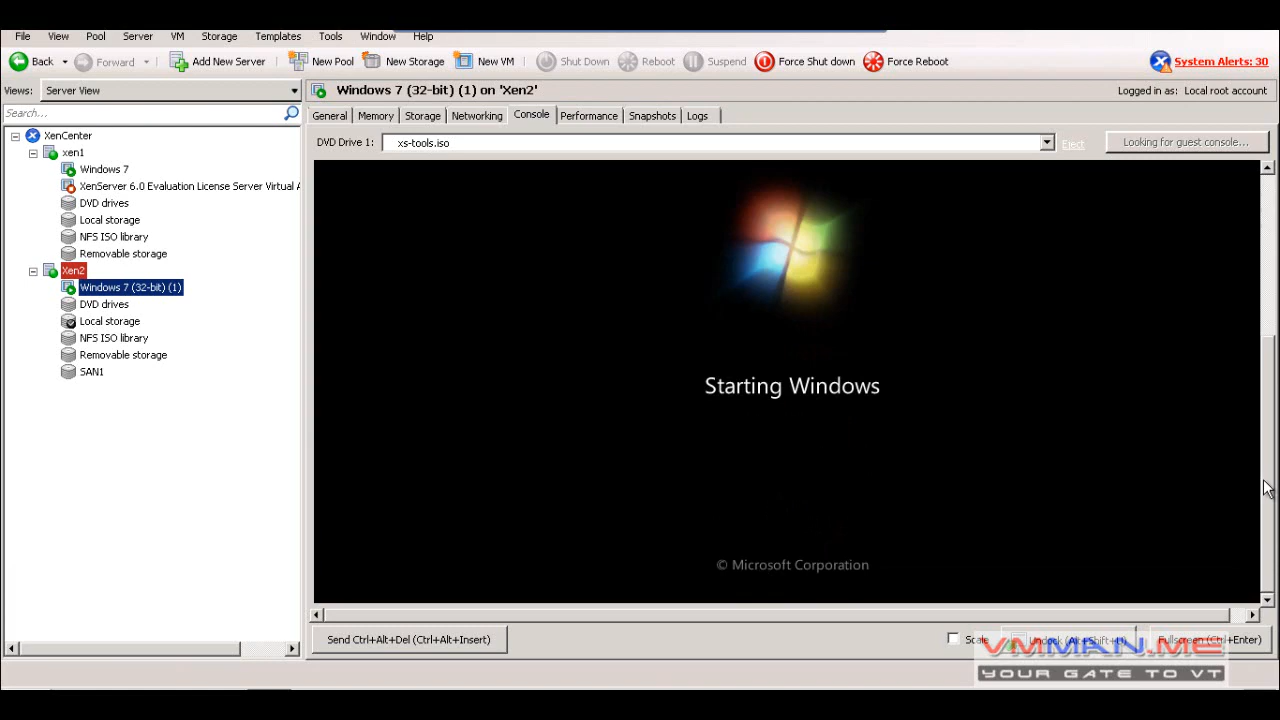 File View Pool Server VM Storage Templates Tools Window Help
Back Forward Add New Server New Pool New Storage New VM Shut Down Reboot Suspend Force Shut down Force Reboot System Alerts: 30
Views: Server View
Windows 7 (32-bit) (1) on 'Xen2'
Logged in as: Local root account
Search...
General Memory Storage Networking Console Performance Snapshots Logs
XenCenter
xen1
Windows 7
XenServer 6.0 Evaluation License Server Virtual A
DVD drives
Local storage
NFS ISO library
Removable storage
Xen2
Windows 7 (32-bit) (1)
DVD drives
Local storage
NFS ISO library
Removable storage
SAN1
DVD Drive 1: xs-tools.iso Eject Looking for guest console...
Starting Windows
© Microsoft Corporation
Send Ctrl+Alt+Del (Ctrl+Alt+Insert) Scale Undock (Alt+Shift+U) Fullscreen (Ctrl+Enter)
VMMAN.ME
YOUR GATE TO VT